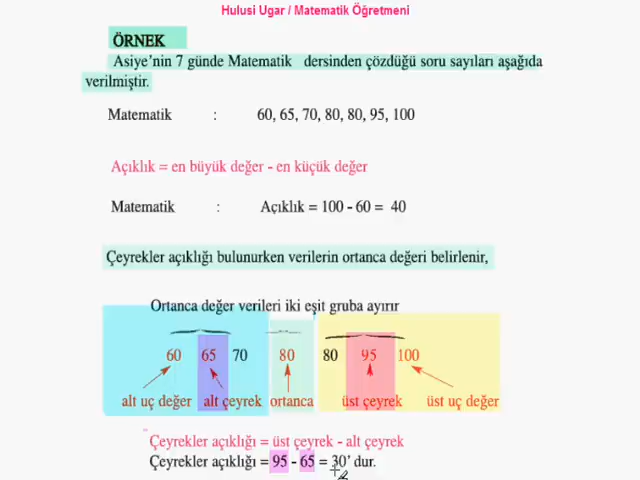 Hulusi Ugar / Matematik Öğretmeni
ÖRNEK
Asiye'nin 7 günde Matematik dersinden çözdüğü soru sayıları aşağıda
verilmiştir.
Matematik : 60, 65, 70, 80, 80, 95, 100
Açıklık = en büyük değer - en küçük değer
Matematik : Açıklık = 100 - 60 = 40
Çeyrekler açıklığı bulunurken verilerin ortanca değeri belirlenir,
Ortanca değer verileri iki eşit gruba ayırır
60 65 70 80 80 95 100
alt uç değer alt çeyrek ortanca üst çeyrek üst uç değer
Çeyrekler açıklığı = üst çeyrek - alt çeyrek
Çeyrekler açıklığı = 95 - 65 = 30' dur.